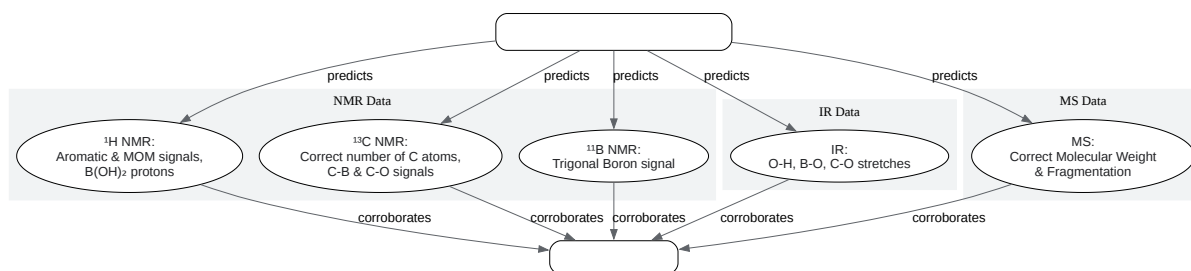 predicts
predicts
predicts
predicts
predicts
NMR Data
IR Data
MS Data
¹H NMR:
Aromatic & MOM signals,
B(OH)₂ protons
¹³C NMR:
Correct number of C atoms,
C-B & C-O signals
¹¹B NMR:
Trigonal Boron signal
IR:
O-H, B-O, C-O stretches
MS:
Correct Molecular Weight
& Fragmentation
corroborates
corroborates
corroborates
corroborates
corroborates